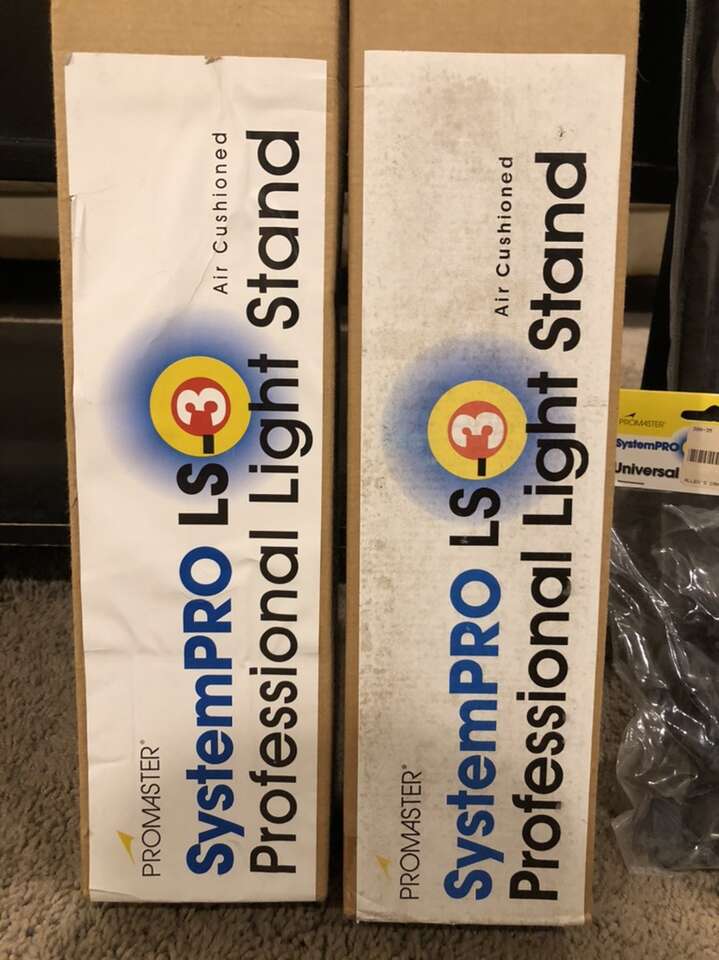 PROMASTER®
SystemPRO LS-3
Air Cushioned
Professional Light Stand
PROMASTER®
SystemPRO LS-3
Air Cushioned
Professional Light Stand
PROMASTER
SystemPRO
Universal